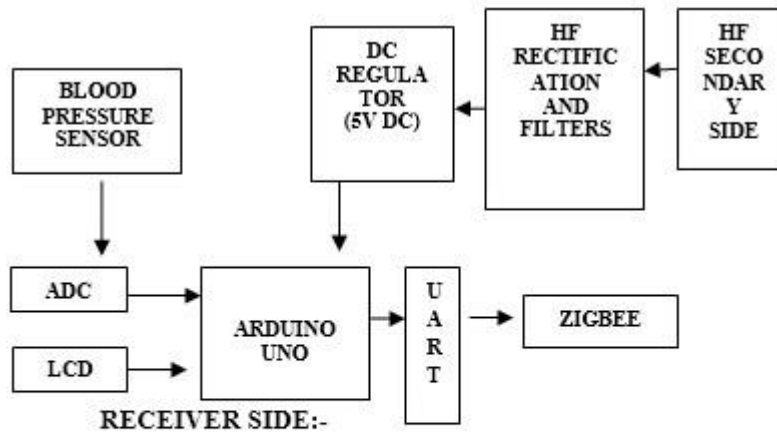 BLOOD
PRESSURE
SENSOR
DC
REGULA
TOR
(5V DC)
HF
RECTIFIC
ATION
AND
FILTERS
HF
SECO
NDAR
Y
SIDE
ADC
LCD
ARDUINO
UNO
U
A
R
T
ZIGBEE
RECEIVER SIDE:-